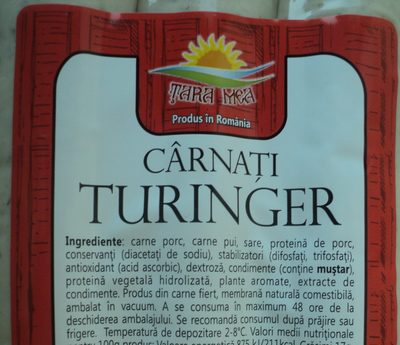 ȚARA MEA
Produs în România
CÂRNAȚI
TURINGER
Ingrediente: carne porc, carne pui, sare, proteină de porc,
conservanți (diacetați de sodiu), stabilizatori (difosfați, trifosfați),
antioxidant (acid ascorbic), dextroză, condimente (conține muștar),
proteină vegetală hidrolizată, plante aromate, extracte de
condimente. Produs din carne fiert, membrană naturală comestibilă,
ambalat în vacuum. A se consuma în maximum 48 ore de la
deschiderea ambalajului. Se recomandă consumul după prăjire sau
frigere. Temperatura de depozitare 2-8°C. Valori medii nutriționale